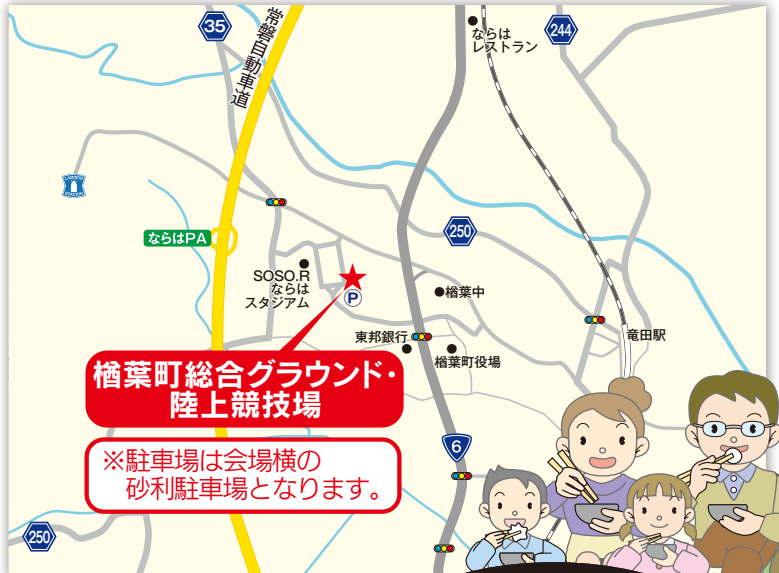 35
常磐自動車道
ならは
レストラン
244
LAWSON
STATION
ならはPA
250
SOSO.R
ならは
スタジアム
P
楢葉中
東邦銀行
楢葉町役場
竜田駅
楢葉町総合グラウンド・
陸上競技場
※駐車場は会場横の
砂利駐車場となります。
6
250